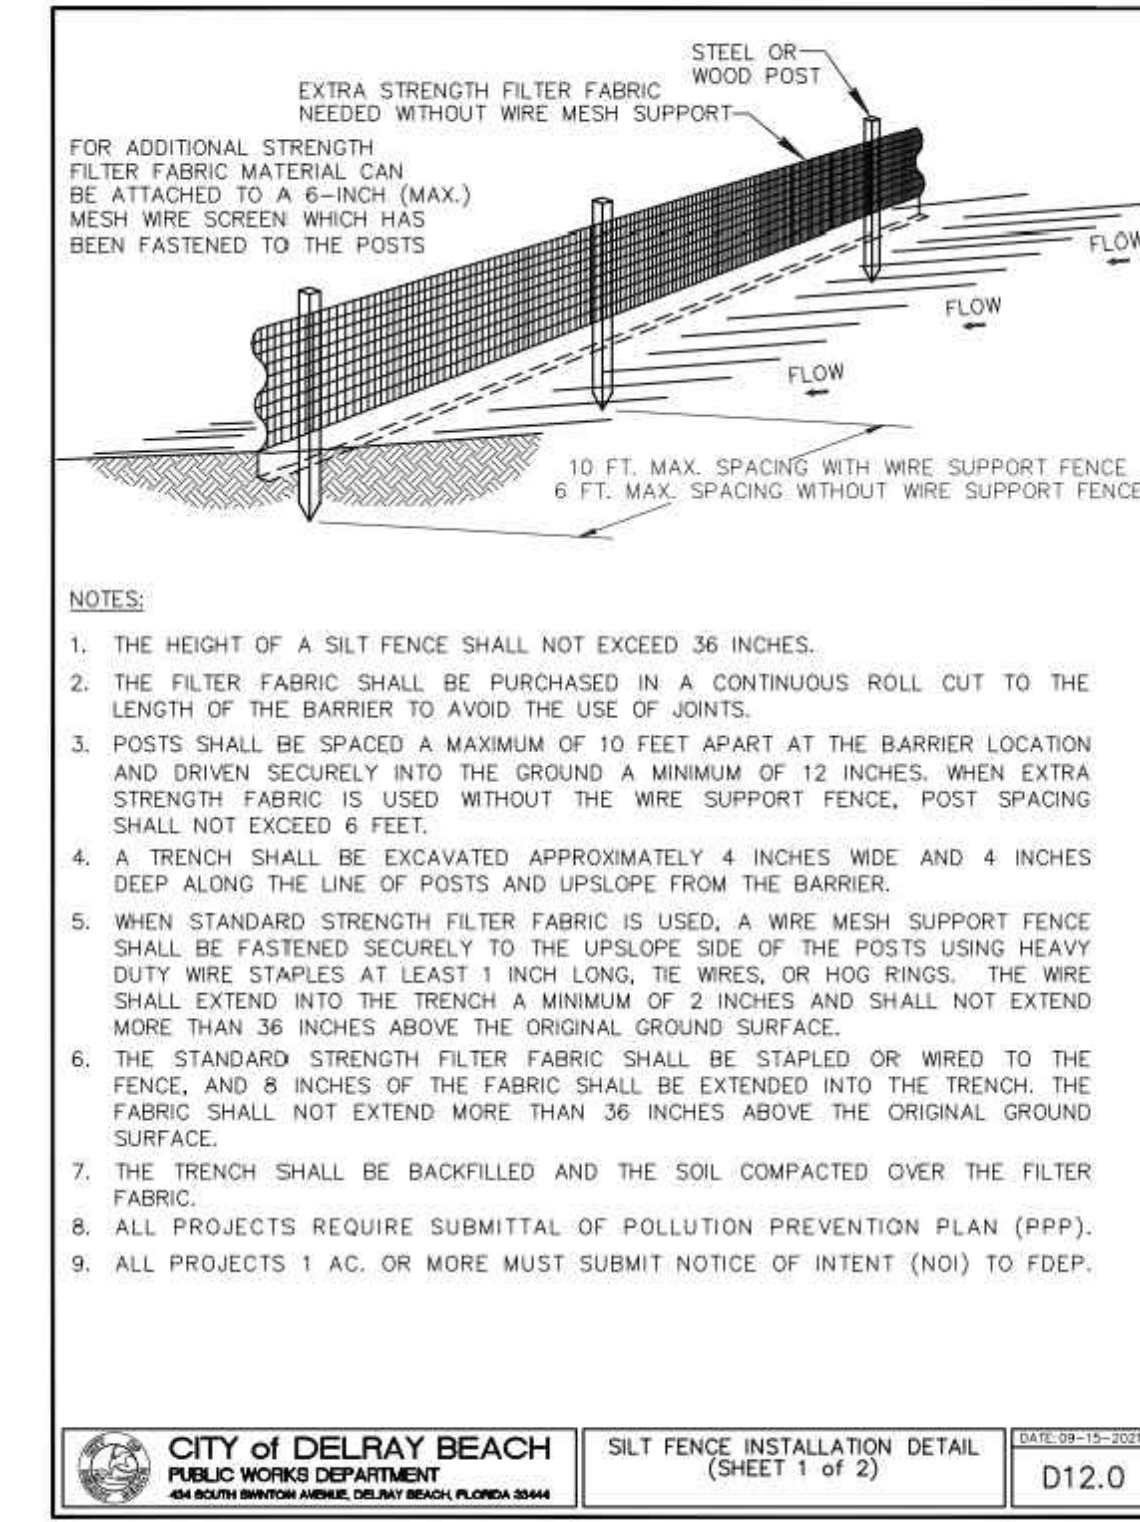 STEEL OR
WOOD POST
EXTRA STRENGTH FILTER FABRIC
NEEDED WITHOUT WIRE MESH SUPPORT
FOR ADDITIONAL STRENGTH
FILTER FABRIC MATERIAL CAN
BE ATTACHED TO A 6-INCH (MAX.)
MESH WIRE SCREEN WHICH HAS
BEEN FASTENED TO THE POSTS
FLOW
FLOW
FLOW
10 FT. MAX. SPACING WITH WIRE SUPPORT FENCE
6 FT. MAX. SPACING WITHOUT WIRE SUPPORT FENCE
NOTES:
1. THE HEIGHT OF A SILT FENCE SHALL NOT EXCEED 36 INCHES.
2. THE FILTER FABRIC SHALL BE PURCHASED IN A CONTINUOUS ROLL CUT TO THE
LENGTH OF THE BARRIER TO AVOID THE USE OF JOINTS.
3. POSTS SHALL BE SPACED A MAXIMUM OF 10 FEET APART AT THE BARRIER LOCATION
AND DRIVEN SECURELY INTO THE GROUND A MINIMUM OF 12 INCHES. WHEN EXTRA
STRENGTH FABRIC IS USED WITHOUT THE WIRE SUPPORT FENCE, POST SPACING
SHALL NOT EXCEED 6 FEET.
4. A TRENCH SHALL BE EXCAVATED APPROXIMATELY 4 INCHES WIDE AND 4 INCHES
DEEP ALONG THE LINE OF POSTS AND UPSLOPE FROM THE BARRIER.
5. WHEN STANDARD STRENGTH FILTER FABRIC IS USED, A WIRE MESH SUPPORT FENCE
SHALL BE FASTENED SECURELY TO THE UPSLOPE SIDE OF THE POSTS USING HEAVY
DUTY WIRE STAPLES AT LEAST 1 INCH LONG, TIE WIRES, OR HOG RINGS. THE WIRE
SHALL EXTEND INTO THE TRENCH A MINIMUM OF 2 INCHES AND SHALL NOT EXTEND
MORE THAN 36 INCHES ABOVE THE ORIGINAL GROUND SURFACE.
6. THE STANDARD STRENGTH FILTER FABRIC SHALL BE STAPLED OR WIRED TO THE
FENCE, AND 8 INCHES OF THE FABRIC SHALL BE EXTENDED INTO THE TRENCH. THE
FABRIC SHALL NOT EXTEND MORE THAN 36 INCHES ABOVE THE ORIGINAL GROUND
SURFACE.
7. THE TRENCH SHALL BE BACKFILLED AND THE SOIL COMPACTED OVER THE FILTER
FABRIC.
8. ALL PROJECTS REQUIRE SUBMITTAL OF POLLUTION PREVENTION PLAN (PPP).
9. ALL PROJECTS 1 AC. OR MORE MUST SUBMIT NOTICE OF INTENT (NOI) TO FDEP.
CITY of DELRAY BEACH
PUBLIC WORKS DEPARTMENT
434 SOUTH SWINTON AVENUE, DELRAY BEACH, FLORIDA 33444
SILT FENCE INSTALLATION DETAIL
(SHEET 1 of 2)
DATE: 09-15-2021
D12.0